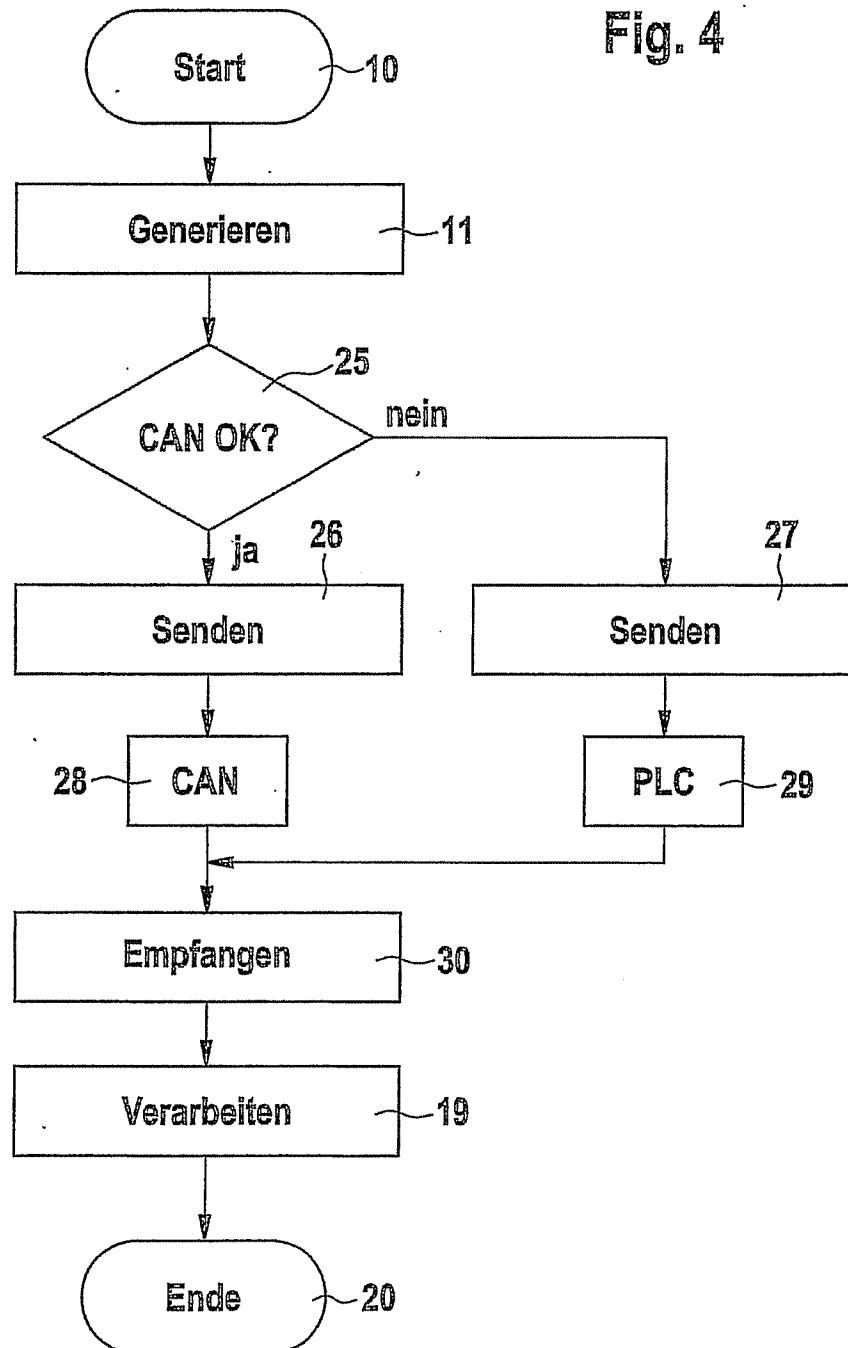 Fig. 4
Start 10
Generieren 11
25
CAN OK? nein
ja
26 27
Senden Senden
28 CAN PLC 29
Empfangen 30
Verarbeiten 19
Ende 20